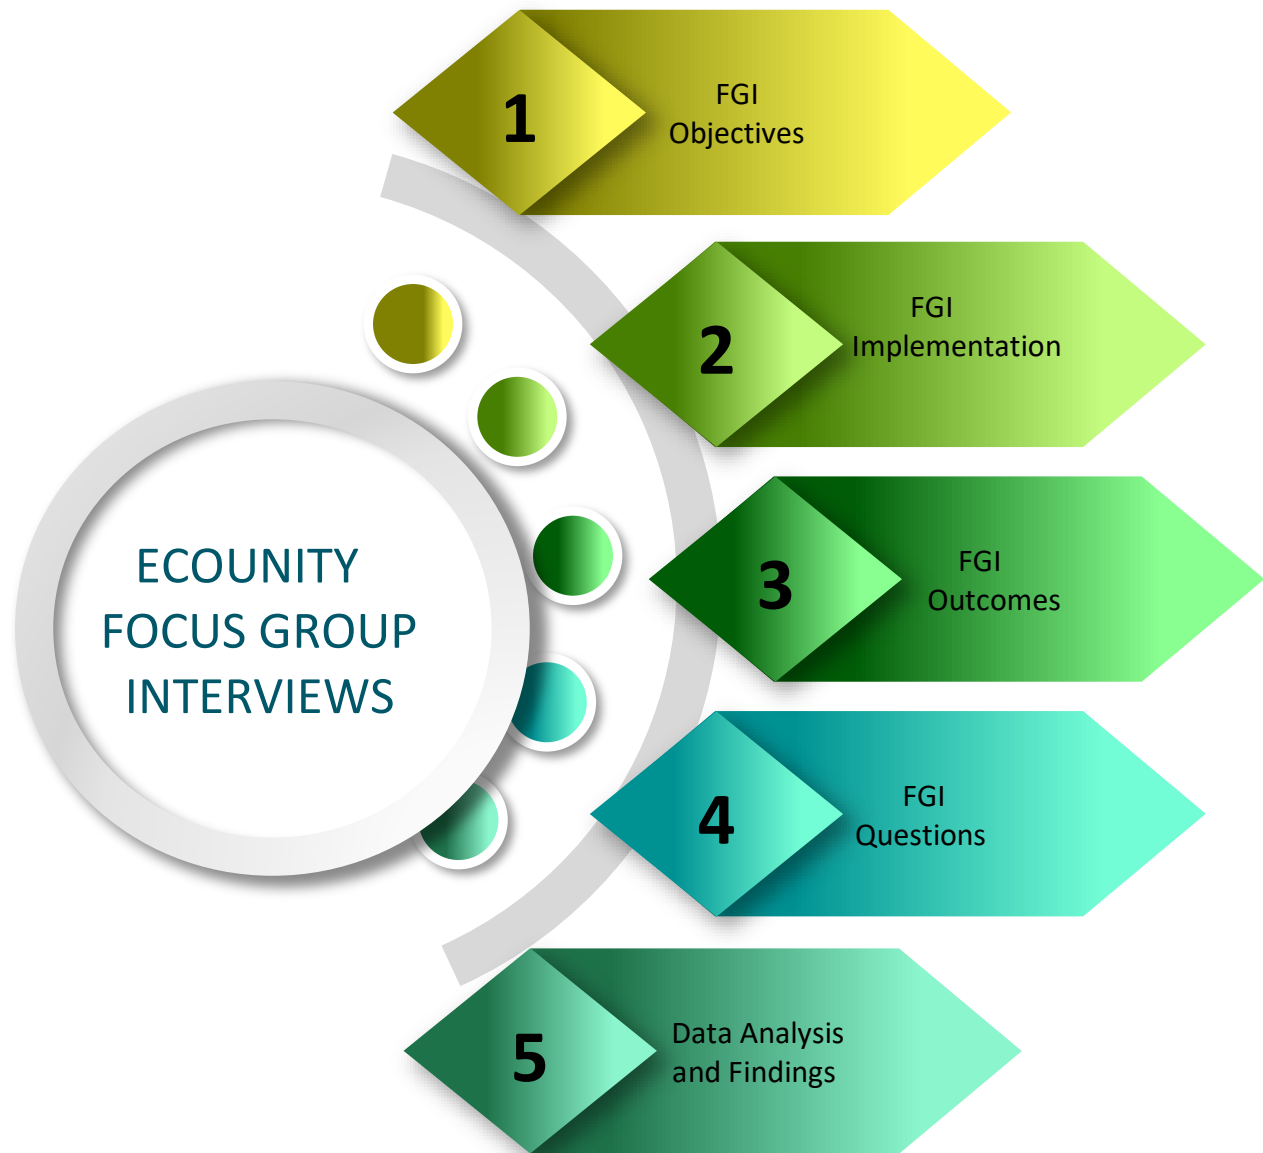 1
FGI
Objectives
2
FGI
Implementation
ECOUNITY
FOCUS GROUP
INTERVIEWS
3
FGI
Outcomes
4
FGI
Questions
5
Data Analysis
and Findings